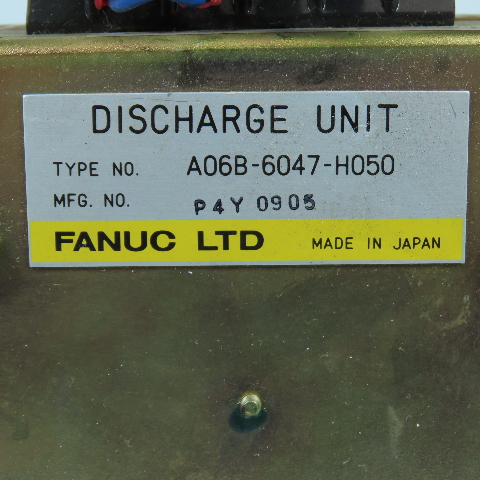 DISCHARGE UNIT
TYPE NO. A06B-6047-H050
MFG. NO. P4Y 0905
FANUC LTD MADE IN JAPAN